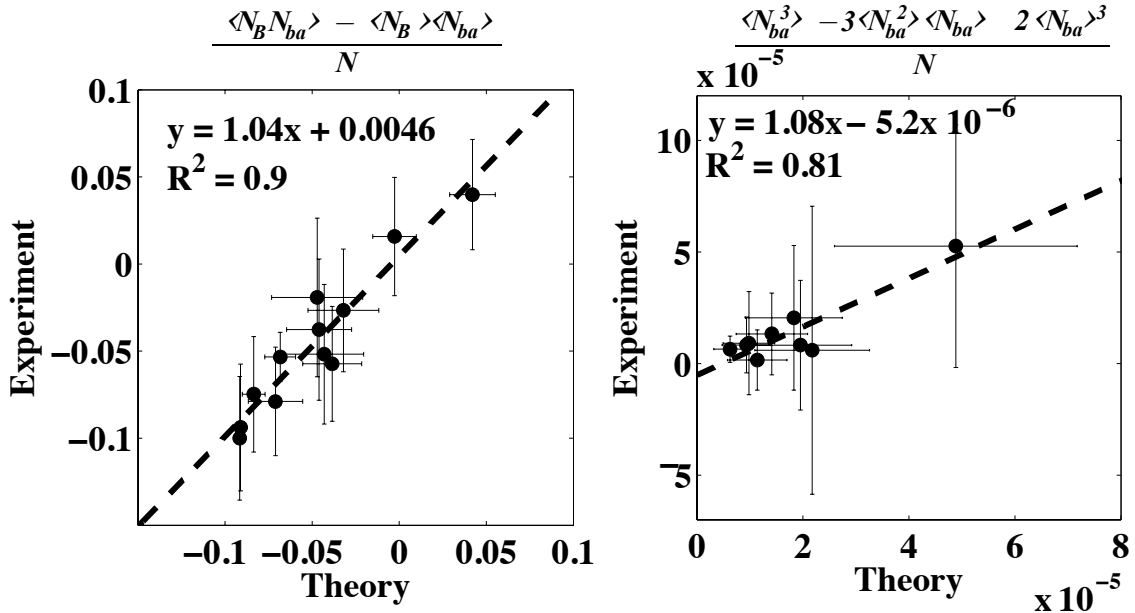 ⟨N_B N_ba⟩ − ⟨N_B⟩⟨N_ba⟩
N
y = 1.04x + 0.0046
R² = 0.9
0.1
0.05
0
−0.05
−0.1
Experiment
−0.1 −0.05 0 0.05 0.1
Theory
⟨N_ba³⟩ −3⟨N_ba²⟩⟨N_ba⟩ 2⟨N_ba⟩³
N
x 10⁻⁵
y = 1.08x− 5.2x 10⁻⁶
R² = 0.81
10
5
0
−5
Experiment
0 2 4 6 8
Theory
x 10⁻⁵